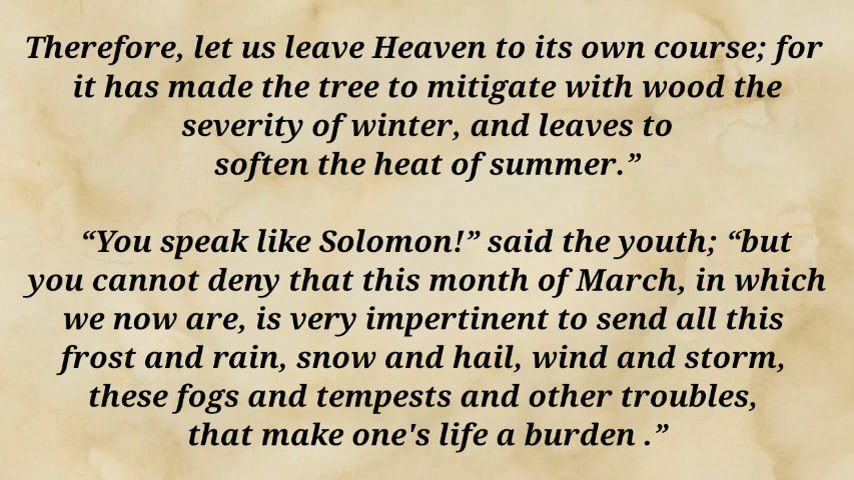 Therefore, let us leave Heaven to its own course; for
it has made the tree to mitigate with wood the
severity of winter, and leaves to
soften the heat of summer.”
“You speak like Solomon!” said the youth; “but
you cannot deny that this month of March, in which
we now are, is very impertinent to send all this
frost and rain, snow and hail, wind and storm,
these fogs and tempests and other troubles,
that make one's life a burden .”